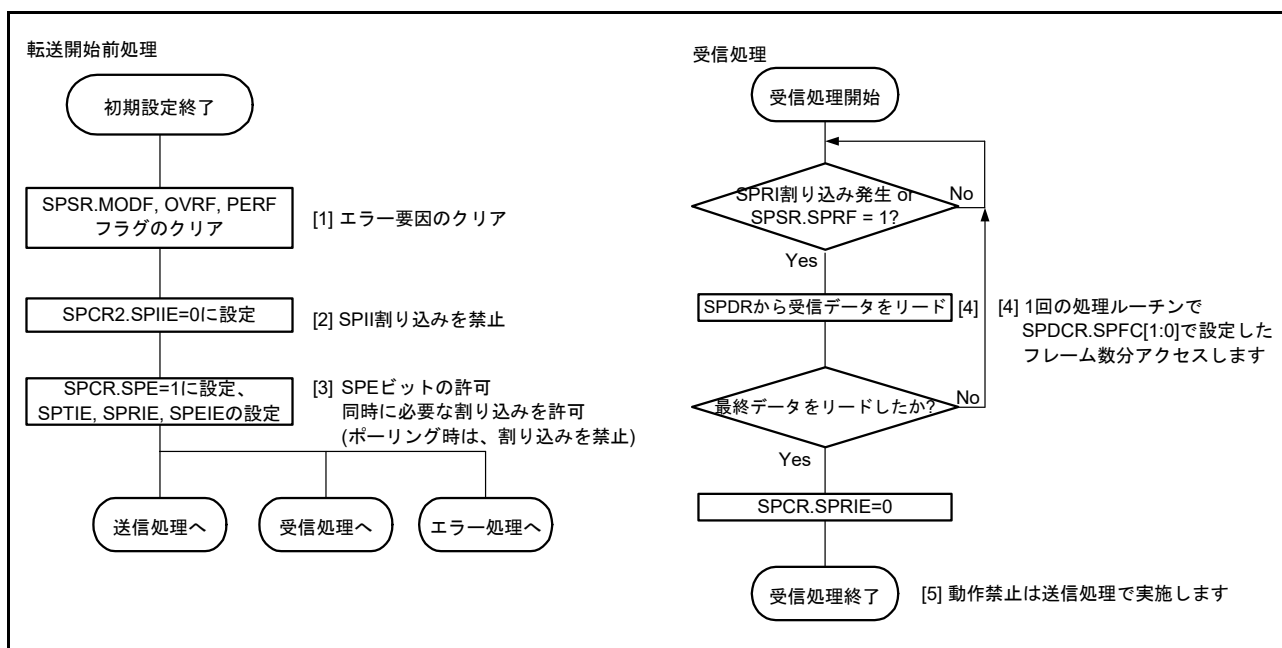 転送開始前処理
初期設定終了
SPSR.MODF, OVRF, PERF
フラグのクリア
[1] エラー要因のクリア
SPCR2.SPIIE=0に設定
[2] SPII割り込みを禁止
SPCR.SPE=1に設定、
SPTIE, SPRIE, SPEIEの設定
[3] SPEビットの許可
同時に必要な割り込みを許可
(ポーリング時は、割り込みを禁止)
送信処理へ
受信処理へ
エラー処理へ
受信処理
受信処理開始
SPRI割り込み発生 or
SPSR.SPRF = 1?
No
Yes
SPDRから受信データをリード
[4]
[4] 1回の処理ルーチンで
SPDCR.SPFC[1:0]で設定した
フレーム数分アクセスします
最終データをリードしたか?
No
Yes
SPCR.SPRIE=0
受信処理終了
[5] 動作禁止は送信処理で実施します